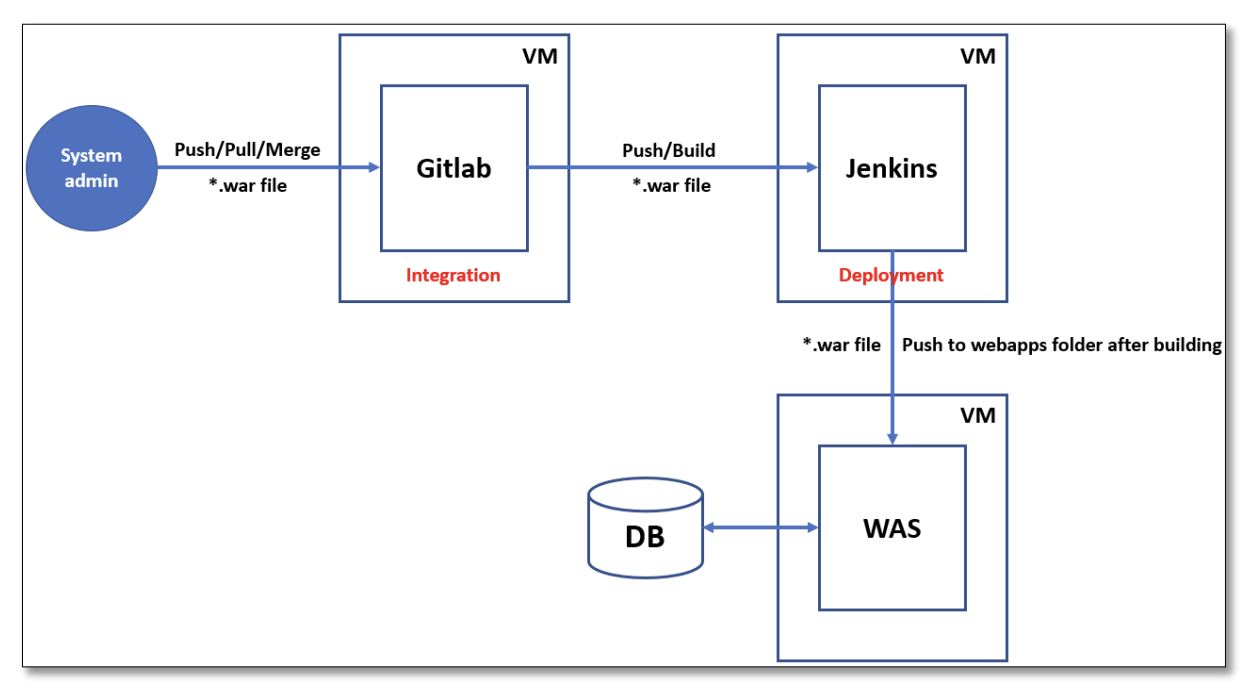 VM
VM
System
admin
Push/Pull/Merge
*.war file
Gitlab
Push/Build
*.war file
Jenkins
Integration
Deployment
*.war file
Push to webapps folder after building
VM
DB
WAS